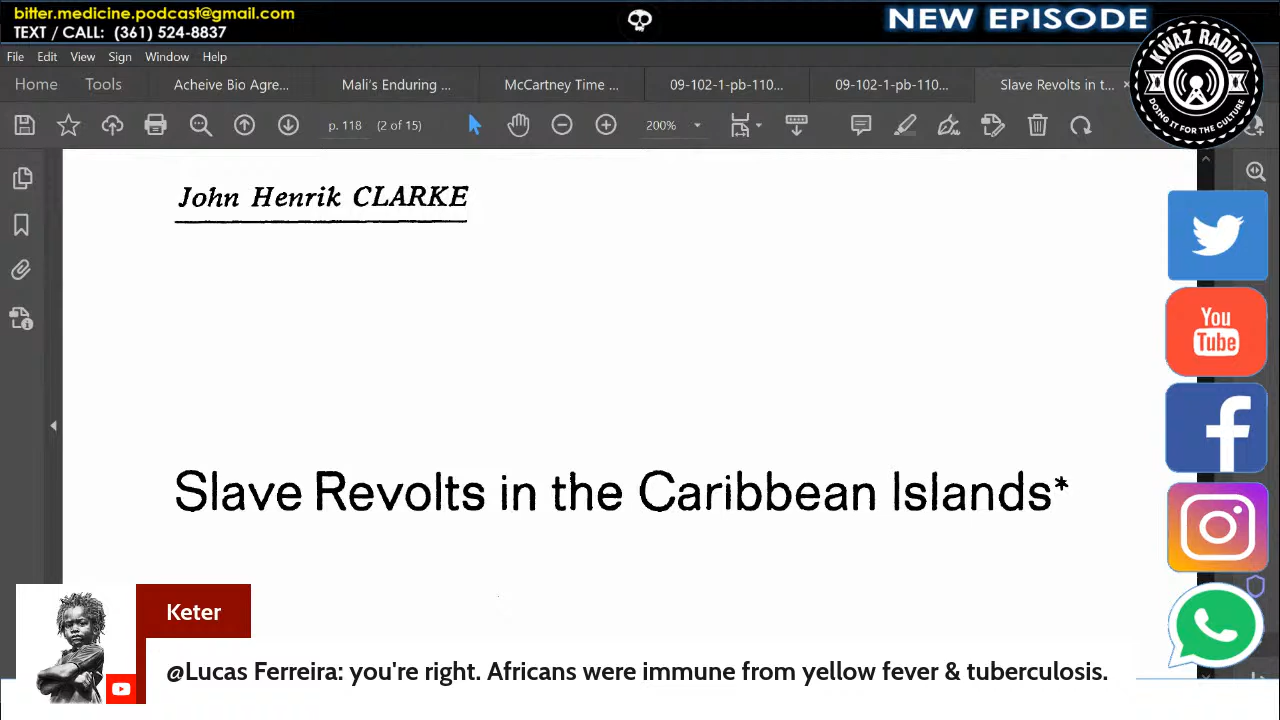 bitter.medicine.podcast@gmail.com
TEXT / CALL: (361) 524-8837
NEW EPISODE
KWAZ RADIO
DOING IT FOR THE CULTURE
File Edit View Sign Window Help
Home Tools Acheive Bio Agre... Mali's Enduring ... McCartney Time ... 09-102-1-pb-110... 09-102-1-pb-110... Slave Revolts in t...
p. 118 (2 of 15) 200%
John Henrik CLARKE
You
Tube
Slave Revolts in the Caribbean Islands*
Keter
@Lucas Ferreira: you're right. Africans were immune from yellow fever & tuberculosis.